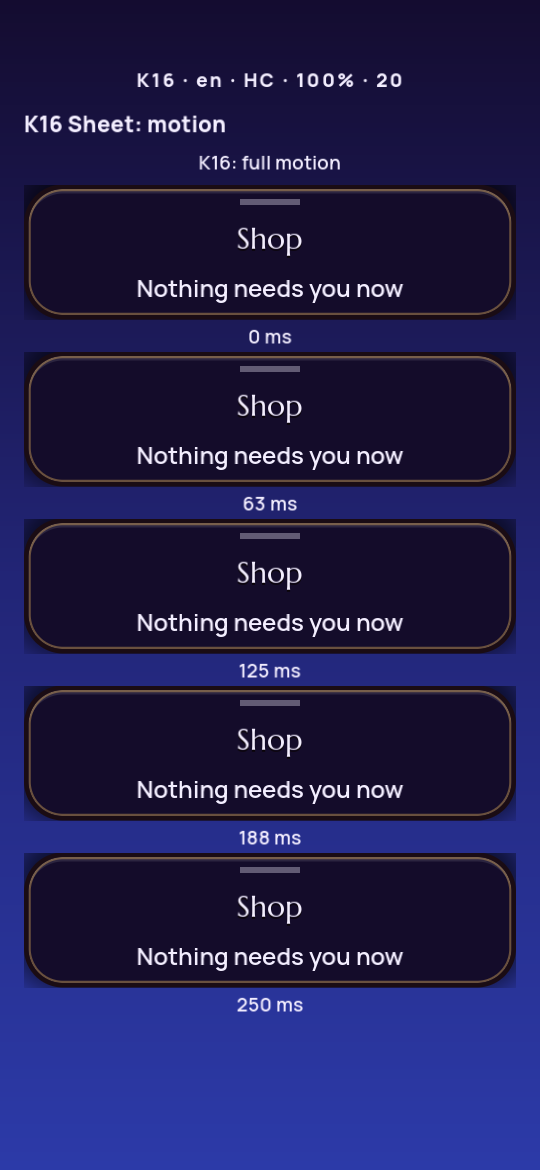 K16 · en · HC · 100% · 20
K16 Sheet: motion
K16: full motion
Shop
Nothing needs you now
0 ms
Shop
Nothing needs you now
63 ms
Shop
Nothing needs you now
125 ms
Shop
Nothing needs you now
188 ms
Shop
Nothing needs you now
250 ms